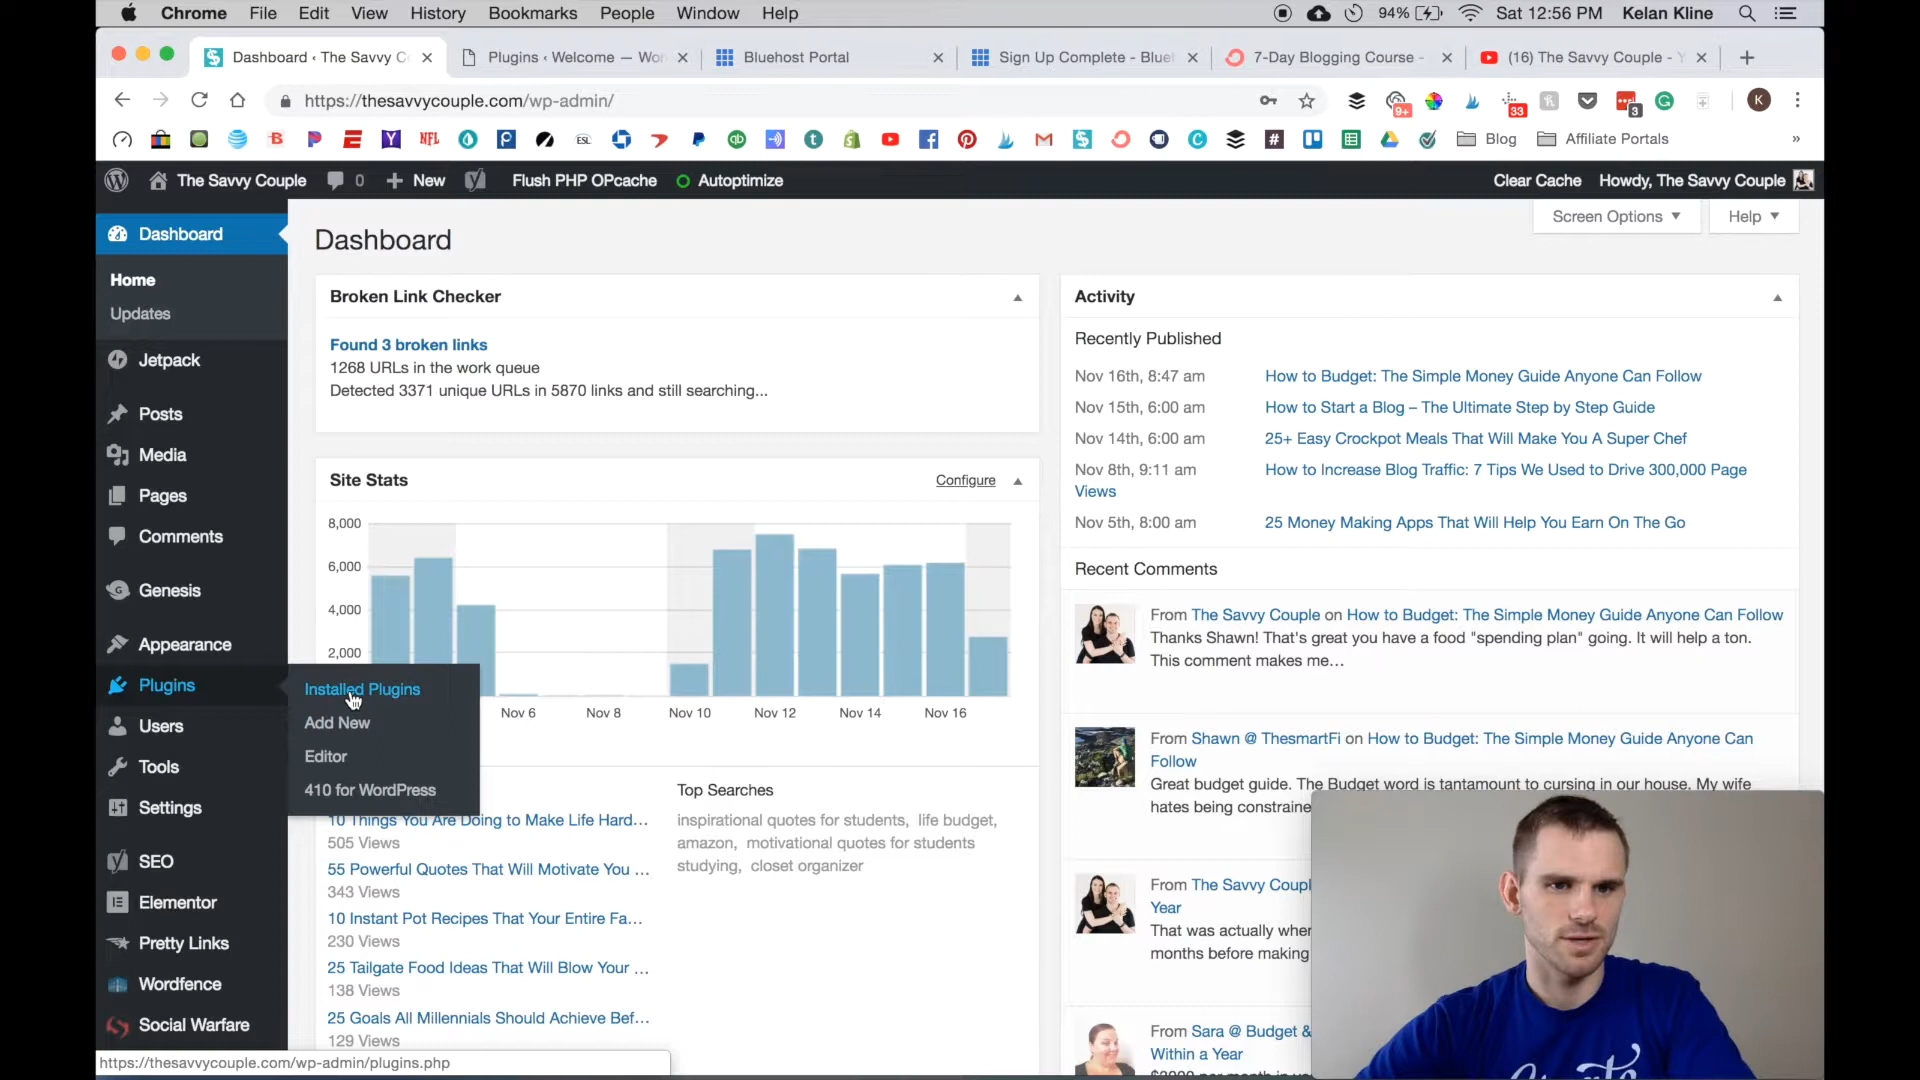 Chrome File Edit View History Bookmarks People Window Help 94% Sat 12:56 PM Kelan Kline
Dashboard ‹ The Savvy C
Plugins ‹ Welcome — Wor
Bluehost Portal
Sign Up Complete - Blueh
7-Day Blogging Course -
(16) The Savvy Couple - Y
https://thesavvycouple.com/wp-admin/
9+ 33 3 K
NFL ESL Blog Affiliate Portals »
The Savvy Couple 0 New Flush PHP OPcache Autoptimize Clear Cache Howdy, The Savvy Couple
Screen Options Help
Dashboard
Home
Updates
Jetpack
Posts
Media
Pages
Comments
Genesis
Appearance
Plugins
Users
Tools
Settings
SEO
Elementor
Pretty Links
Wordfence
Social Warfare
Installed Plugins
Add New
Editor
410 for WordPress
Dashboard
Broken Link Checker
Found 3 broken links
1268 URLs in the work queue
Detected 3371 unique URLs in 5870 links and still searching...
Site Stats Configure
8,000
6,000
4,000
2,000
Nov 6 Nov 8 Nov 10 Nov 12 Nov 14 Nov 16
10 Things You Are Doing to Make Life Hard...
505 Views
55 Powerful Quotes That Will Motivate You ...
343 Views
10 Instant Pot Recipes That Your Entire Fa...
230 Views
25 Tailgate Food Ideas That Will Blow Your ...
138 Views
25 Goals All Millennials Should Achieve Bef...
129 Views
Top Searches
inspirational quotes for students, life budget,
amazon, motivational quotes for students
studying, closet organizer
Activity
Recently Published
Nov 16th, 8:47 am How to Budget: The Simple Money Guide Anyone Can Follow
Nov 15th, 6:00 am How to Start a Blog – The Ultimate Step by Step Guide
Nov 14th, 6:00 am 25+ Easy Crockpot Meals That Will Make You A Super Chef
Nov 8th, 9:11 am How to Increase Blog Traffic: 7 Tips We Used to Drive 300,000 Page
Views
Nov 5th, 8:00 am 25 Money Making Apps That Will Help You Earn On The Go
Recent Comments
From The Savvy Couple on How to Budget: The Simple Money Guide Anyone Can Follow
Thanks Shawn! That's great you have a food "spending plan" going. It will help a ton.
This comment makes me…
From Shawn @ ThesmartFi on How to Budget: The Simple Money Guide Anyone Can
Follow
Great budget guide. The Budget word is tantamount to cursing in our house. My wife
hates being constraine
From The Savvy Coupl
Year
That was actually wher
months before making
From Sara @ Budget &
Within a Year
https://thesavvycouple.com/wp-admin/plugins.php